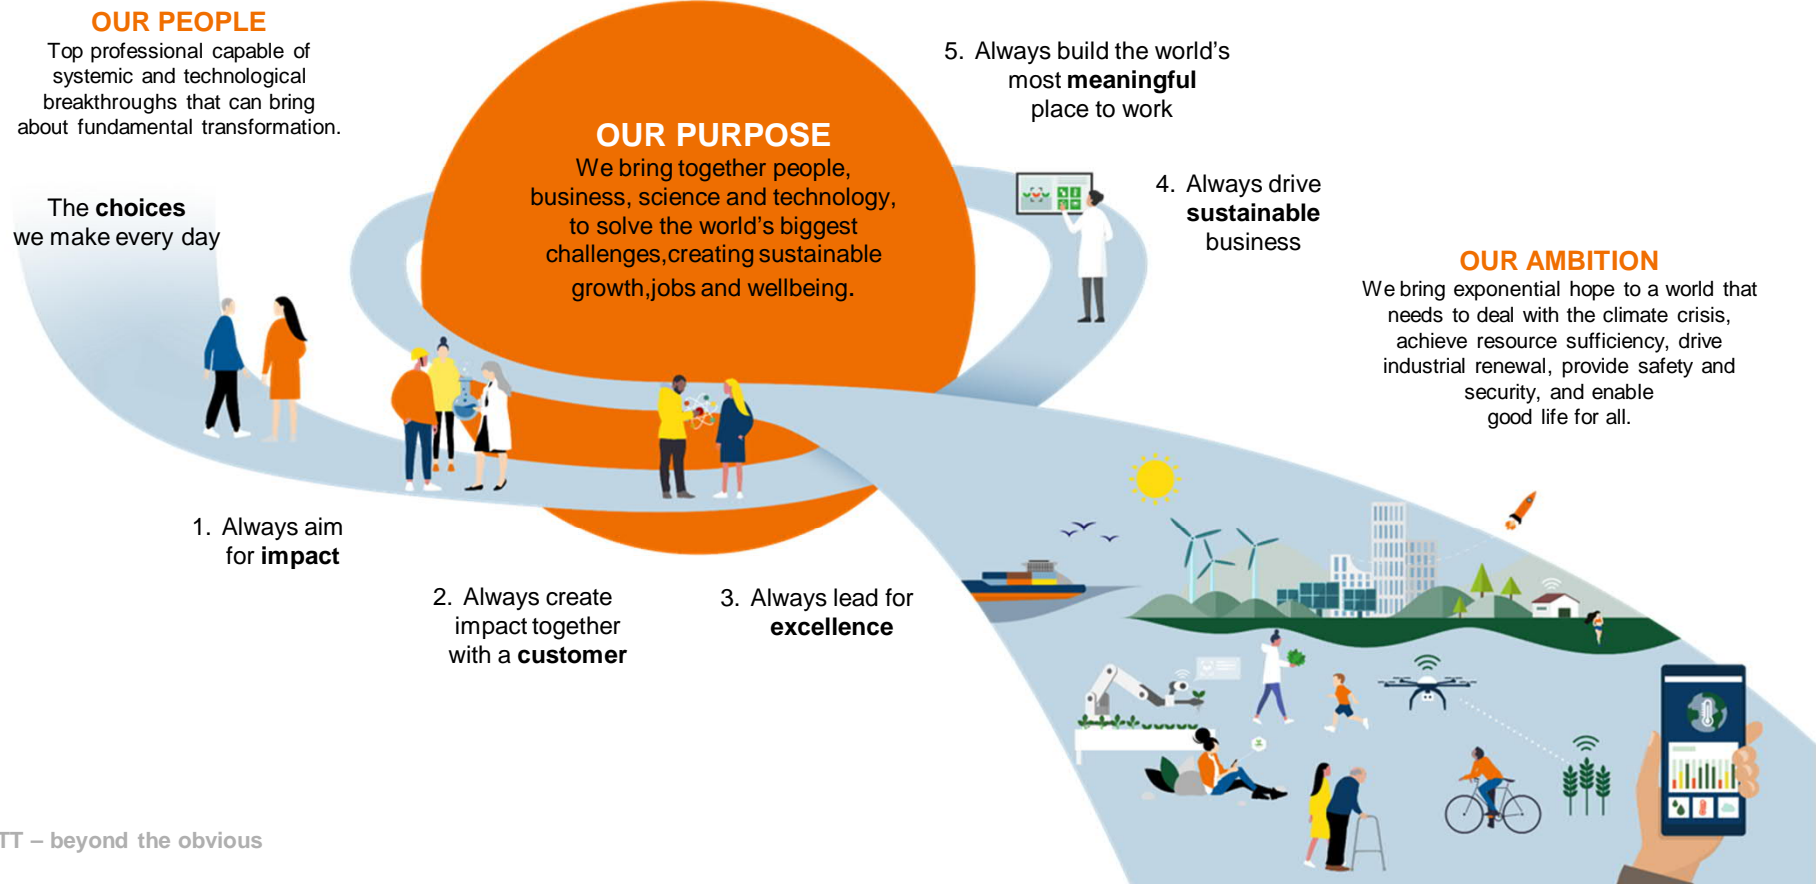 OUR PEOPLE
Top professional capable of
systemic and technological
breakthroughs that can bring
about fundamental transformation.
The choices
we make every day
OUR PURPOSE
We bring together people,
business, science and technology,
to solve the world's biggest
challenges,creating sustainable
growth,jobs and wellbeing.
1. Always aim
for impact
2. Always create
impact together
with a customer
3. Always lead for
excellence
4. Always drive
sustainable
business
5. Always build the world's
most meaningful
place to work
OUR AMBITION
We bring exponential hope to a world that
needs to deal with the climate crisis,
achieve resource sufficiency, drive
industrial renewal, provide safety and
security, and enable
good life for all.
TT – beyond the obvious